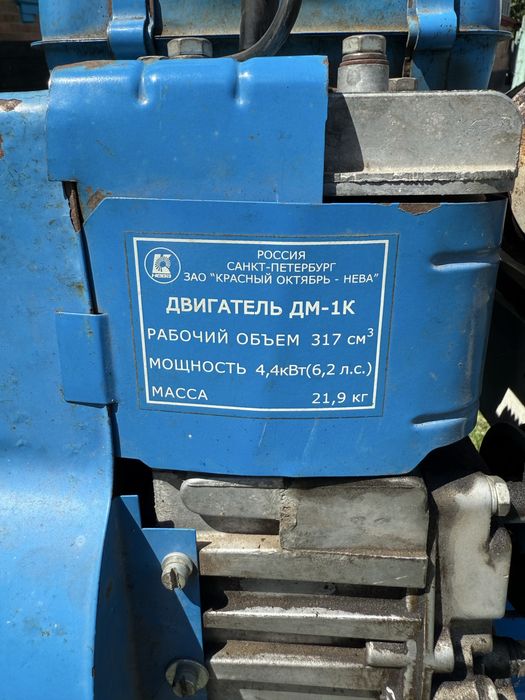 НЕВА
РОССИЯ
САНКТ-ПЕТЕРБУРГ
ЗАО "КРАСНЫЙ ОКТЯБРЬ - НЕВА"
ДВИГАТЕЛЬ ДМ-1К
РАБОЧИЙ ОБЪЕМ 317 см³
МОЩНОСТЬ 4,4кВт(6,2 л.с.)
МАССА 21,9 кг